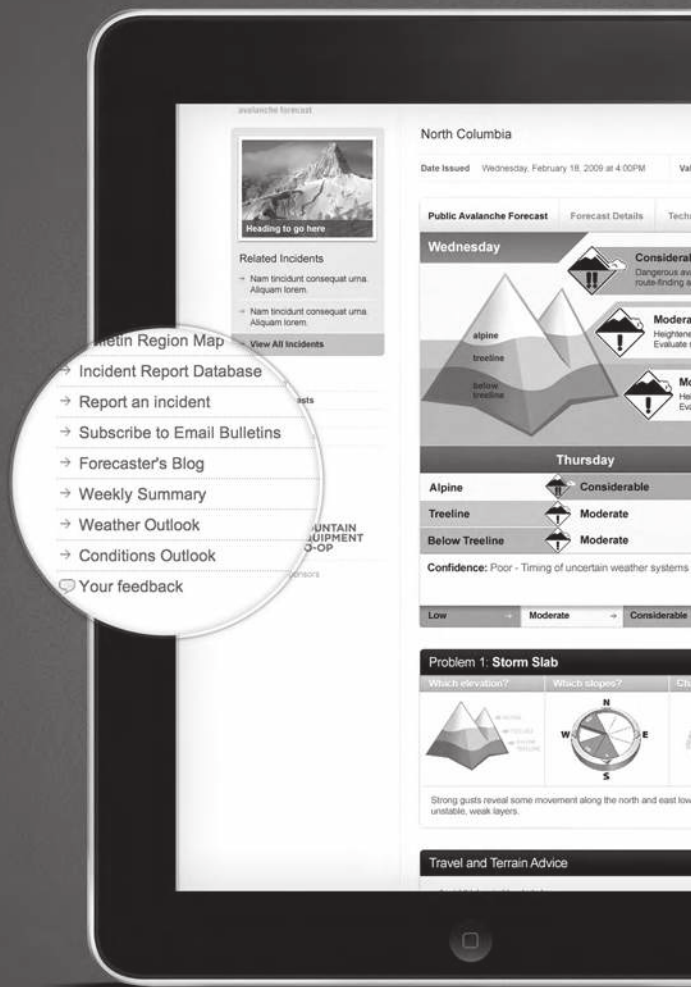 avalanche forecast
Heading to go here
Related Incidents
→ Nam tincidunt consequat urna.
Aliquam lorem.
→ Nam tincidunt consequat urna.
Aliquam lorem.
→ View All Incidents
Region Map
→ Incident Report Database
→ Report an incident
→ Subscribe to Email Bulletins
→ Forecaster's Blog
→ Weekly Summary
→ Weather Outlook
→ Conditions Outlook
Your feedback
UNTAIN
UIPMENT
O-OP
North Columbia
Date Issued Wednesday, February 18, 2009 at 4:00PM
Public Avalanche Forecast Forecast Details
Wednesday
alpine
treeline
below
treeline
Thursday
Alpine Considerable
Treeline Moderate
Below Treeline Moderate
Confidence: Poor - Timing of uncertain weather systems
Low → Moderate → Considerable
Problem 1: Storm Slab
Which elevation? Which slopes?
N
W E
S
Strong gusts reveal some movement along the north and east
unstable, weak layers.
Travel and Terrain Advice